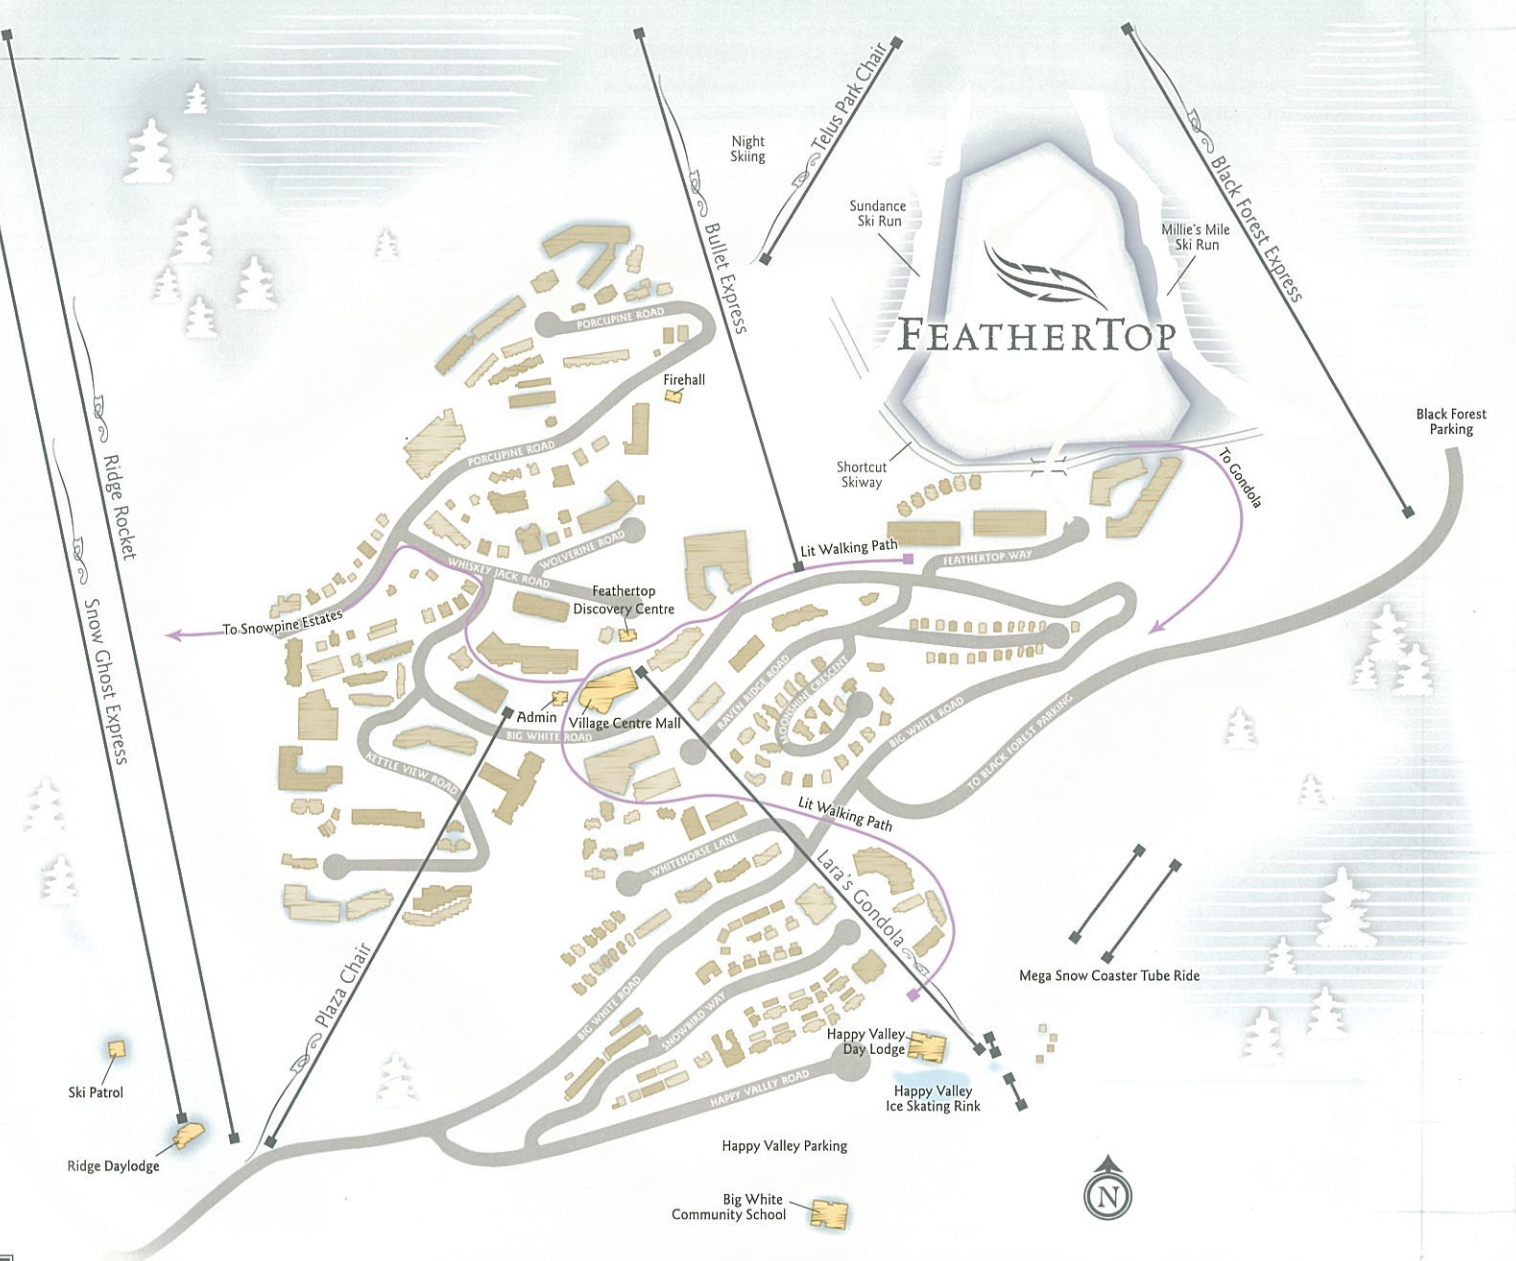 Night
Skiing
Telus Park Chair
Bullet Express
Black Forest Express
Sundance
Ski Run
Millie's Mile
Ski Run
FEATHERTOP
PORCUPINE ROAD
Firehall
Black Forest
Parking
PORCUPINE ROAD
Shortcut
Skiway
To Gondola
Ridge Rocket
Snow Ghost Express
Lit Walking Path
FEATHERTOP WAY
WOLVERINE ROAD
WHISKEY JACK ROAD
Feathertop
Discovery Centre
To Snowpine Estates
Admin
Village Centre Mall
BIG WHITE ROAD
RAVEN RIDGE ROAD
MOONSHINE CRESCENT
BIG WHITE ROAD
TO BLACK FOREST PARKING
KETTLE VIEW ROAD
Lit Walking Path
WHITEHORSE LANE
Lara's Gondola
Plaza Chair
BIG WHITE ROAD
SNOWBIRD WAY
Mega Snow Coaster Tube Ride
Happy Valley
Day Lodge
HAPPY VALLEY ROAD
Happy Valley
Ice Skating Rink
Ski Patrol
Ridge Daylodge
Happy Valley Parking
Big White
Community School
N